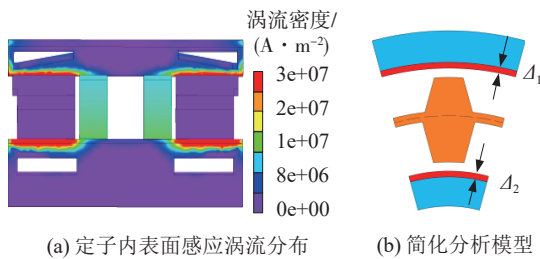 涡流密度/
(A·m⁻²)
3e+07
2e+07
1e+07
8e+06
0e+00
Δ₁
Δ₂
(a) 定子内表面感应涡流分布
(b) 简化分析模型